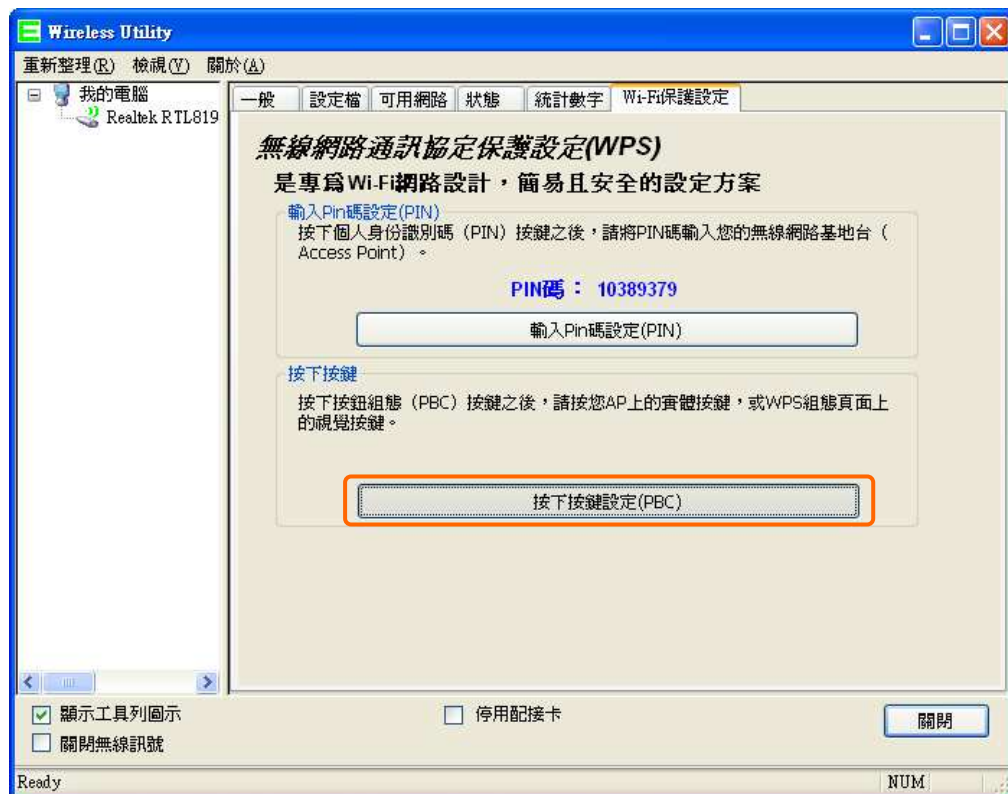 Wireless Utility
重新整理(R) 檢視(V) 關於(A)
我的電腦
Realtek RTL819
一般 設定檔 可用網路 狀態 統計數字 Wi-Fi保護設定
無線網路通訊協定保護設定(WPS)
是專為Wi-Fi網路設計，簡易且安全的設定方案
輸入Pin碼設定(PIN)
按下個人身份識別碼（PIN）按鍵之後，請將PIN碼輸入您的無線網路基地台（
Access Point）。
PIN碼： 10389379
輸入Pin碼設定(PIN)
按下按鍵
按下按鈕組態（PBC）按鍵之後，請按您AP上的實體按鍵，或WPS組態頁面上
的視覺按鍵。
按下按鍵設定(PBC)
顯示工具列圖示
停用配接卡
關閉
關閉無線訊號
Ready
NUM